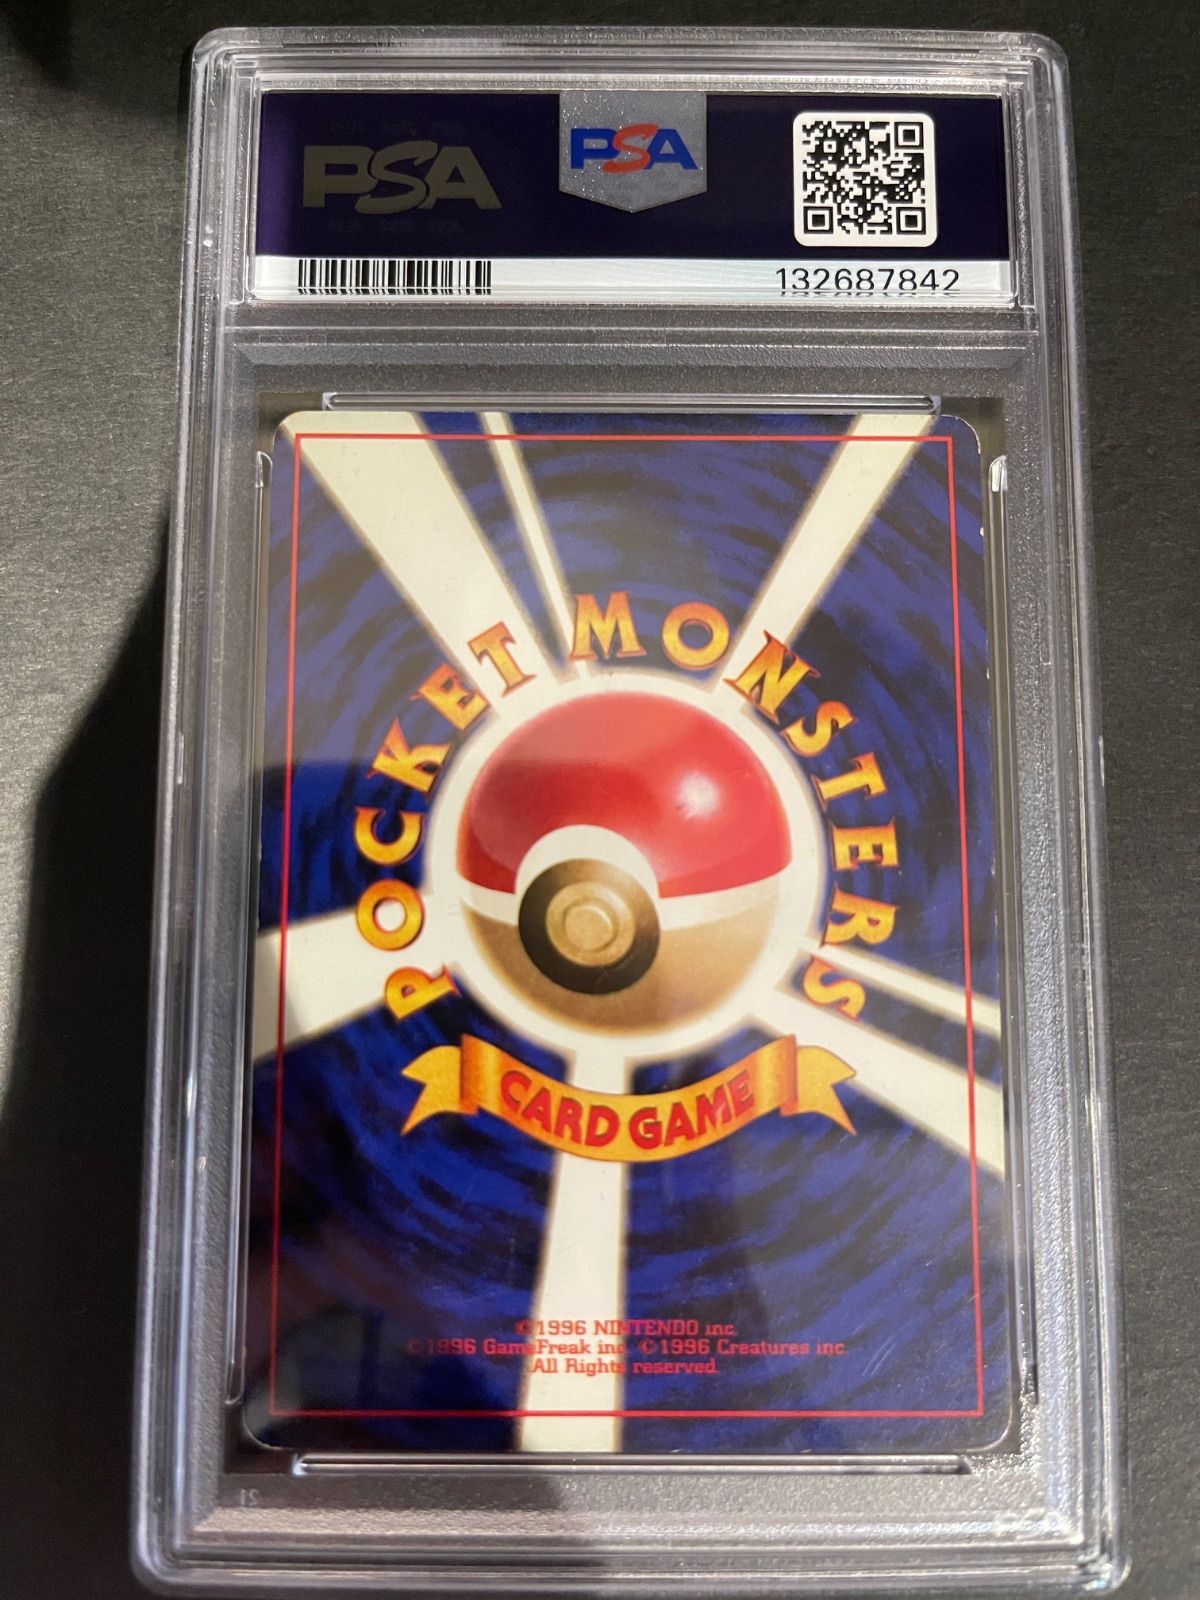 PSA
PSA
132687842
POCKET MONSTERS
CARD GAME
©1996 NINTENDO inc.
©1996 GameFreak inc. ©1996 Creatures inc.
All Rights reserved.